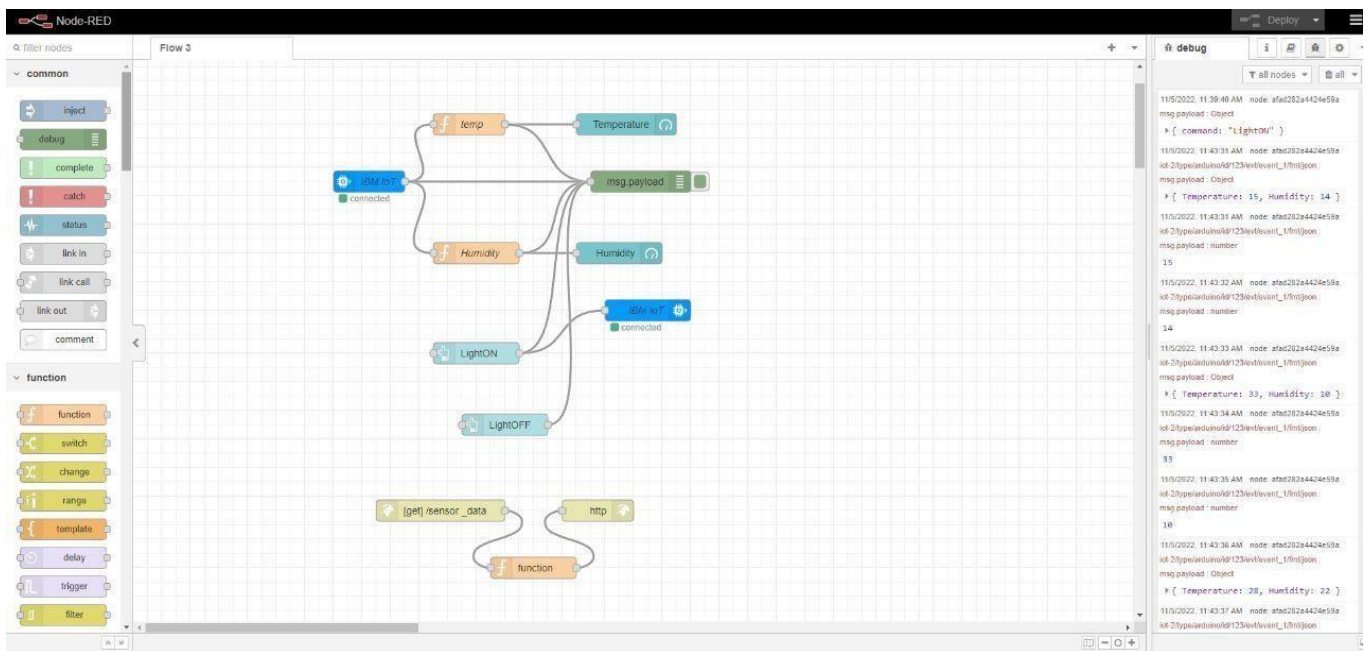 Node-RED
Deploy
filter nodes
Flow 3
debug
i
all nodes
all
common
inject
debug
complete
catch
status
link in
link call
link out
comment
function
function
switch
change
range
template
delay
trigger
filter
temp
Temperature
IBM IoT
connected
msg.payload
Humidity
Humidity
IBM IoT
connected
LightON
LightOFF
[get] /sensor _data
http
function
11/5/2022, 11:39:40 AM node: afad282a4424e59a
msg.payload : Object
{ command: "LightON" }
11/5/2022, 11:43:31 AM node: afad282a4424e59a
iot-2/type/arduino/id/123/evt/event_1/fmt/json :
msg.payload : Object
{ Temperature: 15, Humidity: 14 }
11/5/2022, 11:43:31 AM node: afad282a4424e59a
iot-2/type/arduino/id/123/evt/event_1/fmt/json :
msg.payload : number
15
11/5/2022, 11:43:32 AM node: afad282a4424e59a
iot-2/type/arduino/id/123/evt/event_1/fmt/json :
msg.payload : number
14
11/5/2022, 11:43:33 AM node: afad282a4424e59a
iot-2/type/arduino/id/123/evt/event_1/fmt/json :
msg.payload : Object
{ Temperature: 33, Humidity: 10 }
11/5/2022, 11:43:34 AM node: afad282a4424e59a
iot-2/type/arduino/id/123/evt/event_1/fmt/json :
msg.payload : number
33
11/5/2022, 11:43:35 AM node: afad282a4424e59a
iot-2/type/arduino/id/123/evt/event_1/fmt/json :
msg.payload : number
10
11/5/2022, 11:43:36 AM node: afad282a4424e59a
iot-2/type/arduino/id/123/evt/event_1/fmt/json :
msg.payload : Object
{ Temperature: 28, Humidity: 22 }
11/5/2022, 11:43:37 AM node: afad282a4424e59a
iot-2/type/arduino/id/123/evt/event_1/fmt/json :